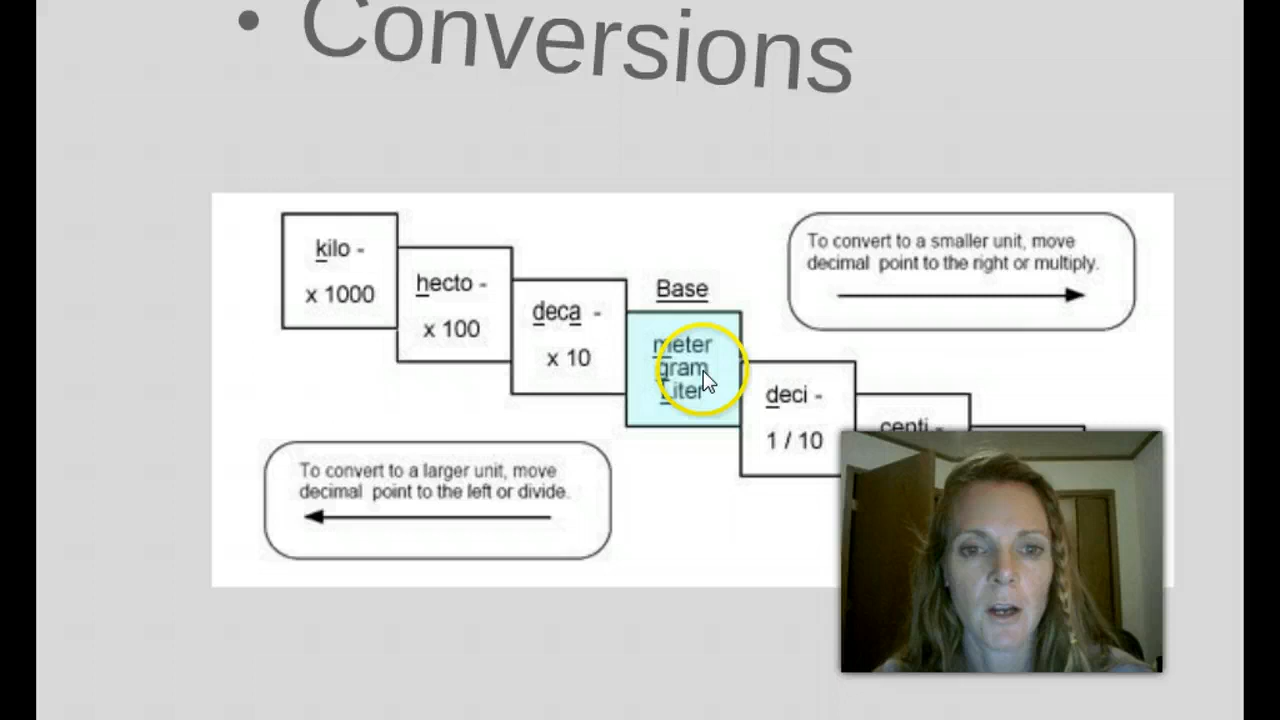 • Conversions
kilo -
x 1000
hecto -
x 100
deca -
x 10
Base
meter
gram
Liter
deci -
1 / 10
centi -
To convert to a smaller unit, move
decimal point to the right or multiply.
To convert to a larger unit, move
decimal point to the left or divide.